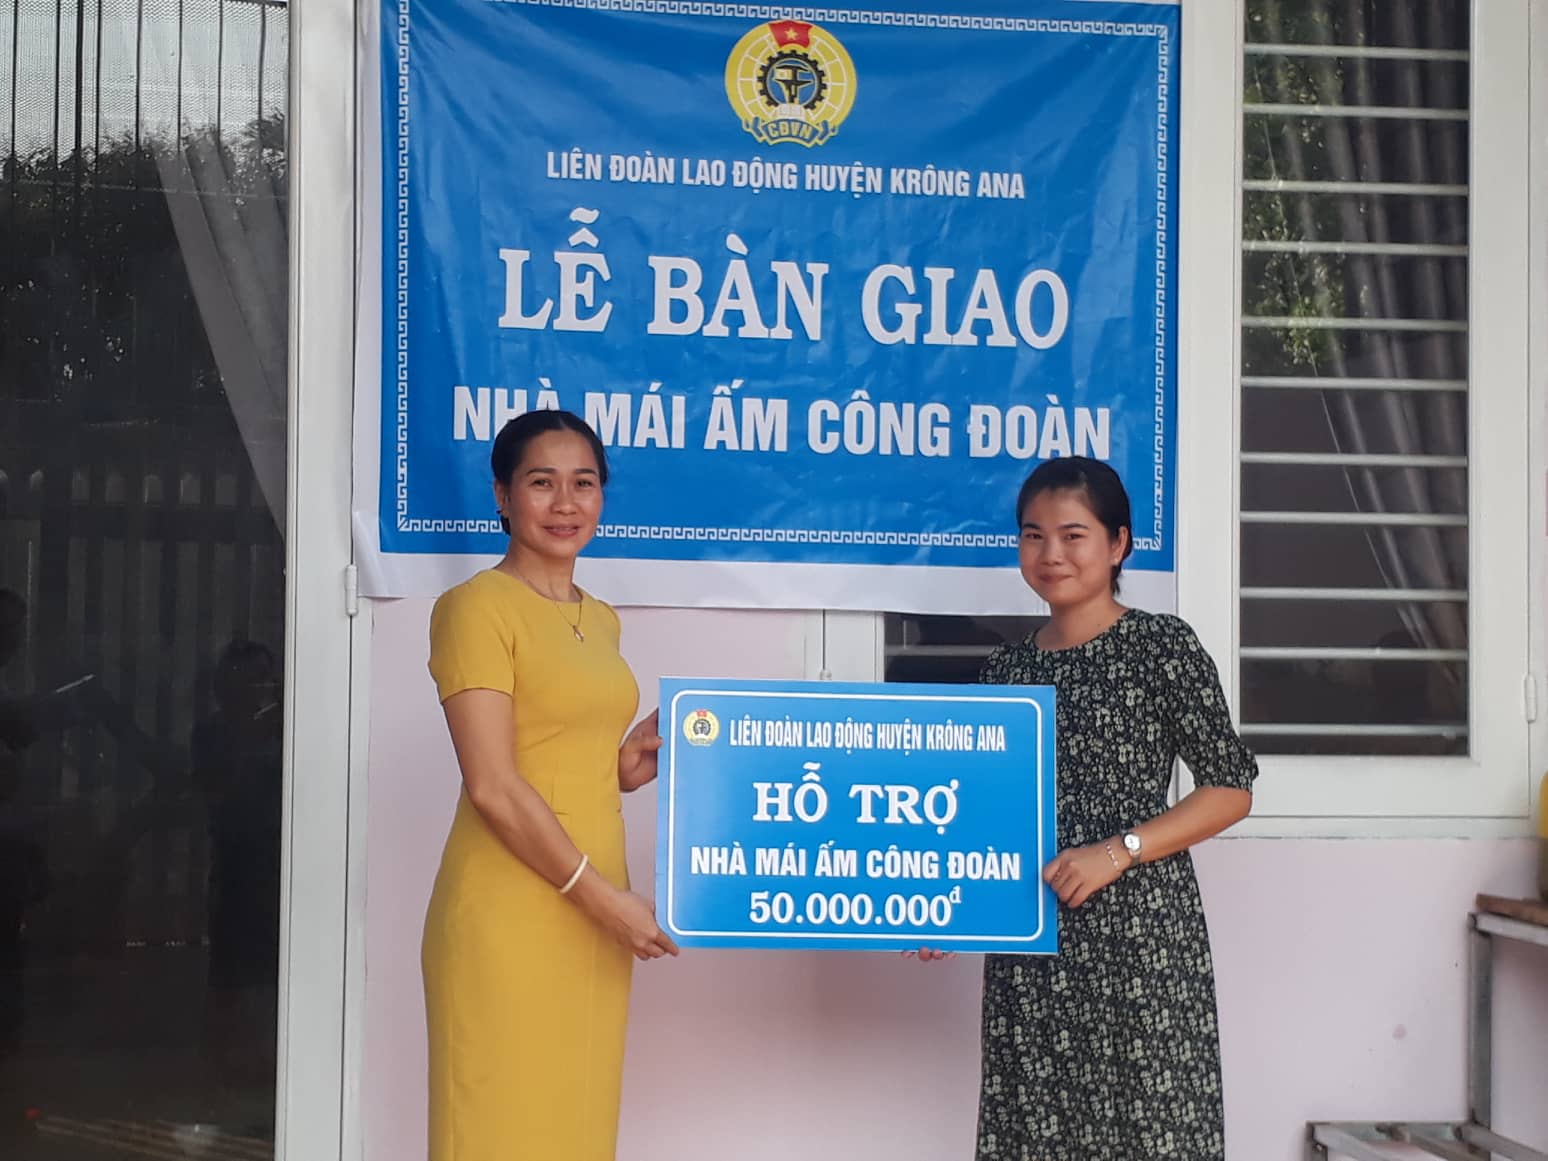 CĐVN
LIÊN ĐOÀN LAO ĐỘNG HUYỆN KRÔNG ANA
LỄ BÀN GIAO
NHÀ MÁI ẤM CÔNG ĐOÀN
LIÊN ĐOÀN LAO ĐỘNG HUYỆN KRÔNG ANA
HỖ TRỢ
NHÀ MÁI ẤM CÔNG ĐOÀN
50.000.000đ